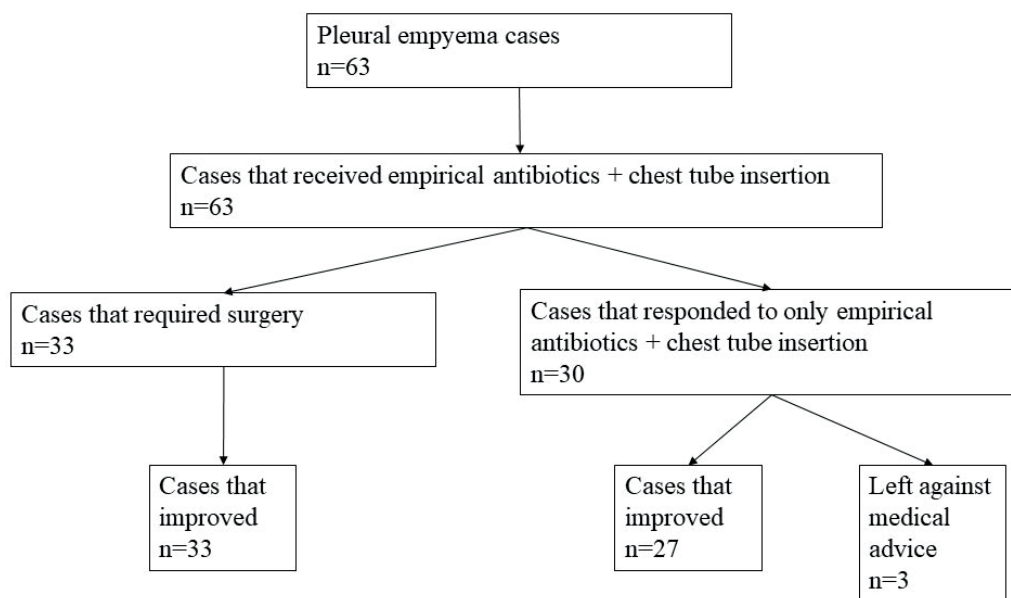 Pleural empyema cases
n=63
Cases that received empirical antibiotics + chest tube insertion
n=63
Cases that required surgery
n=33
Cases that responded to only empirical
antibiotics + chest tube insertion
n=30
Cases that
improved
n=33
Cases that
improved
n=27
Left against
medical
advice
n=3